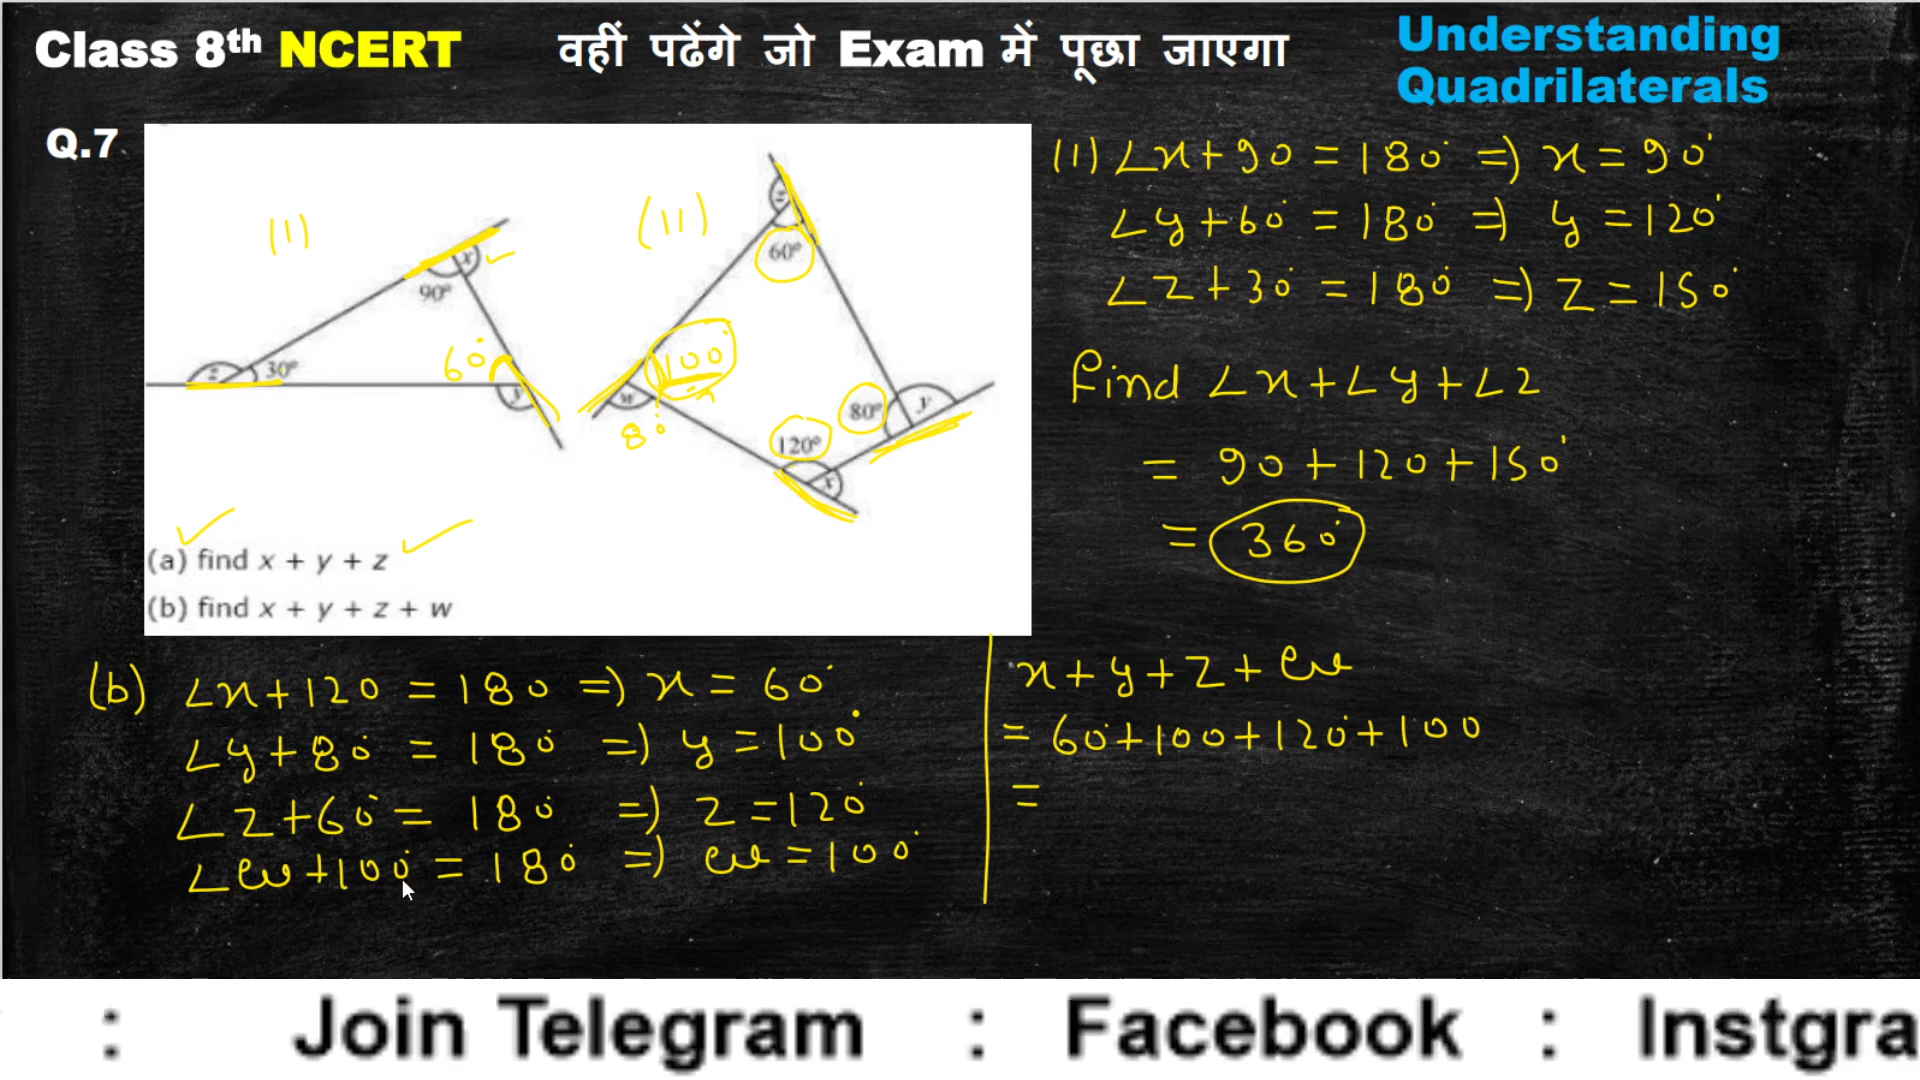 Class 8th NCERT वहीं पढेंगे जो Exam में पूछा जाएगा
Understanding
Quadrilaterals
Q.7
(I)
x
90°
z
30°
60°
y
(II)
z
60°
100°
w
80°
80°
y
120°
x
(a) find x + y + z
(b) find x + y + z + w
(1) ∠x + 90 = 180° ⇒ x = 90°
∠y + 60° = 180° ⇒ y = 120°
∠z + 30° = 180° ⇒ z = 150°
find ∠x + ∠y + ∠z
= 90 + 120 + 150°
= 360°
(b) ∠x + 120 = 180 ⇒ x = 60°
∠y + 80° = 180° ⇒ y = 100°
∠z + 60° = 180° ⇒ z = 120°
∠w + 100° = 180° ⇒ w = 100°
x + y + z + w
= 60° + 100 + 120° + 100
=
: Join Telegram : Facebook : Instgra